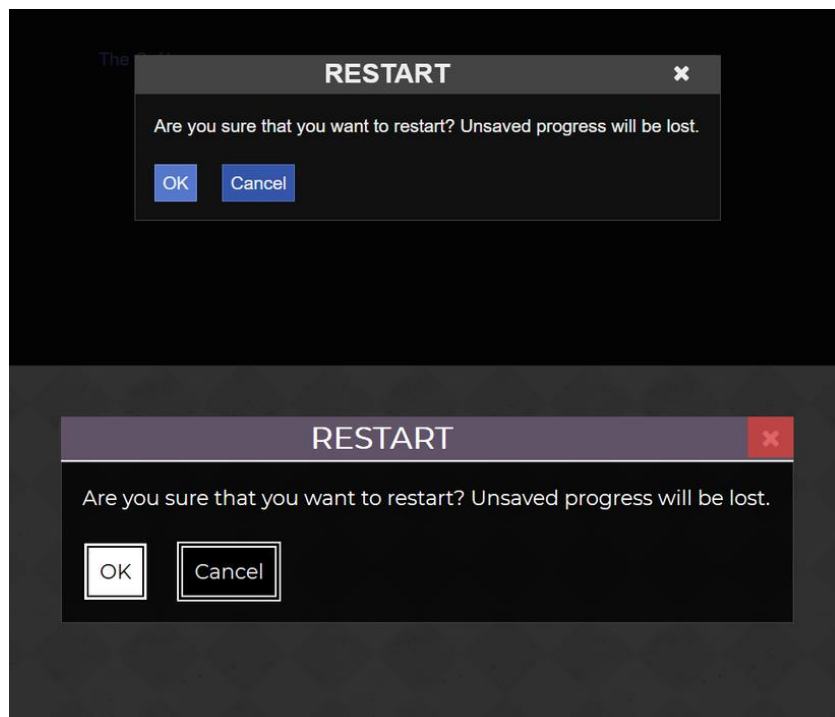 The
RESTART
Are you sure that you want to restart? Unsaved progress will be lost.
OK Cancel
RESTART
Are you sure that you want to restart? Unsaved progress will be lost.
OK Cancel